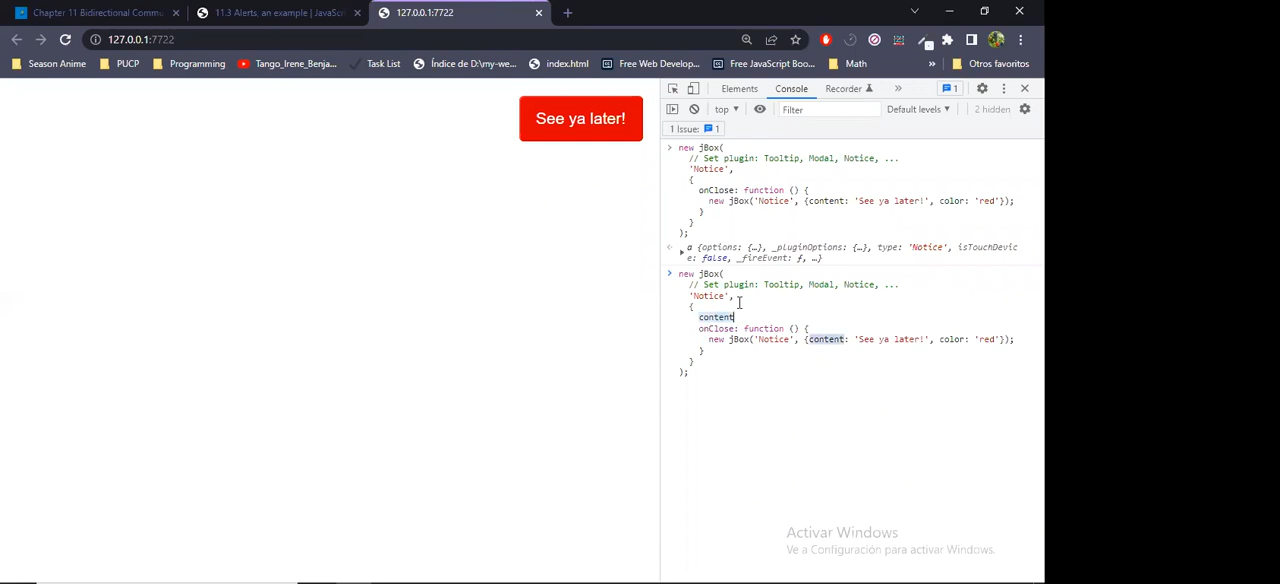 Chapter 11 Bidirectional Commu
11.3 Alerts, an example | JavaScri
127.0.0.1:7722
127.0.0.1:7722
Season Anime
PUCP
Programming
Tango_Irene_Benja...
Task List
Índice de D:\my-we...
index.html
Free Web Develop...
Free JavaScript Boo...
Math
»
Otros favoritos
See ya later!
Elements
Console
Recorder
»
1
top ▼
Filter
Default levels ▼
2 hidden
1 Issue: 1
new jBox(
// Set plugin: Tooltip, Modal, Notice, ...
'Notice',
{
onClose: function () {
new jBox('Notice', {content: 'See ya later!', color: 'red'});
}
}
);
a {options: {…}, _pluginOptions: {…}, type: 'Notice', isTouchDevic
e: false, _fireEvent: ƒ, …}
new jBox(
// Set plugin: Tooltip, Modal, Notice, ...
'Notice',
{
content
onClose: function () {
new jBox('Notice', {content: 'See ya later!', color: 'red'});
}
}
);
Activar Windows
Ve a Configuración para activar Windows.